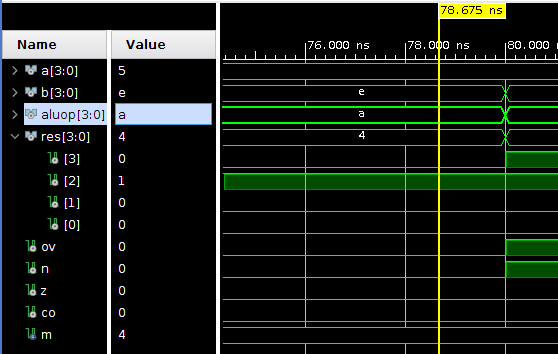 78.675 ns
Name Value
76.000 ns 78.000 ns 80.000
a[3:0] 5
b[3:0] e e
aluop[3:0] a a
res[3:0] 4 4
[3] 0
[2] 1
[1] 0
[0] 0
ov 0
n 0
z 0
co 0
m 4